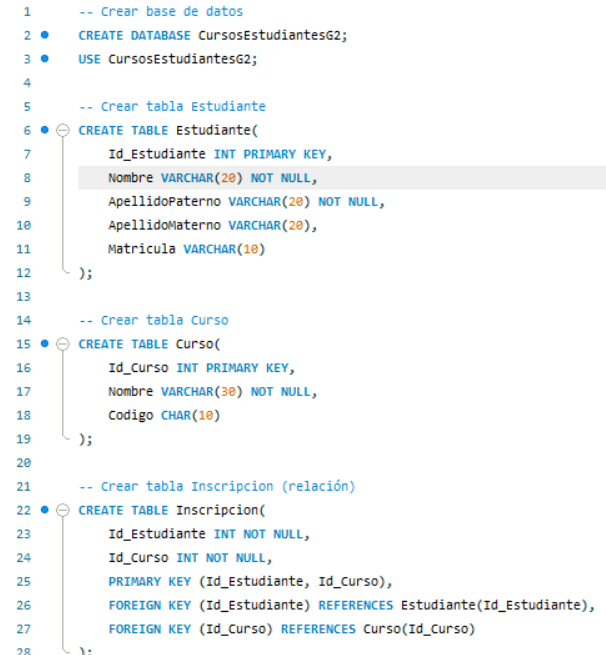 1 -- Crear base de datos
2 CREATE DATABASE CursosEstudiantesG2;
3 USE CursosEstudiantesG2;
4
5 -- Crear tabla Estudiante
6 CREATE TABLE Estudiante(
7 Id_Estudiante INT PRIMARY KEY,
8 Nombre VARCHAR(20) NOT NULL,
9 ApellidoPaterno VARCHAR(20) NOT NULL,
10 ApellidoMaterno VARCHAR(20),
11 Matricula VARCHAR(10)
12 );
13
14 -- Crear tabla Curso
15 CREATE TABLE Curso(
16 Id_Curso INT PRIMARY KEY,
17 Nombre VARCHAR(30) NOT NULL,
18 Codigo CHAR(10)
19 );
20
21 -- Crear tabla Inscripcion (relación)
22 CREATE TABLE Inscripcion(
23 Id_Estudiante INT NOT NULL,
24 Id_Curso INT NOT NULL,
25 PRIMARY KEY (Id_Estudiante, Id_Curso),
26 FOREIGN KEY (Id_Estudiante) REFERENCES Estudiante(Id_Estudiante),
27 FOREIGN KEY (Id_Curso) REFERENCES Curso(Id_Curso)
28 );